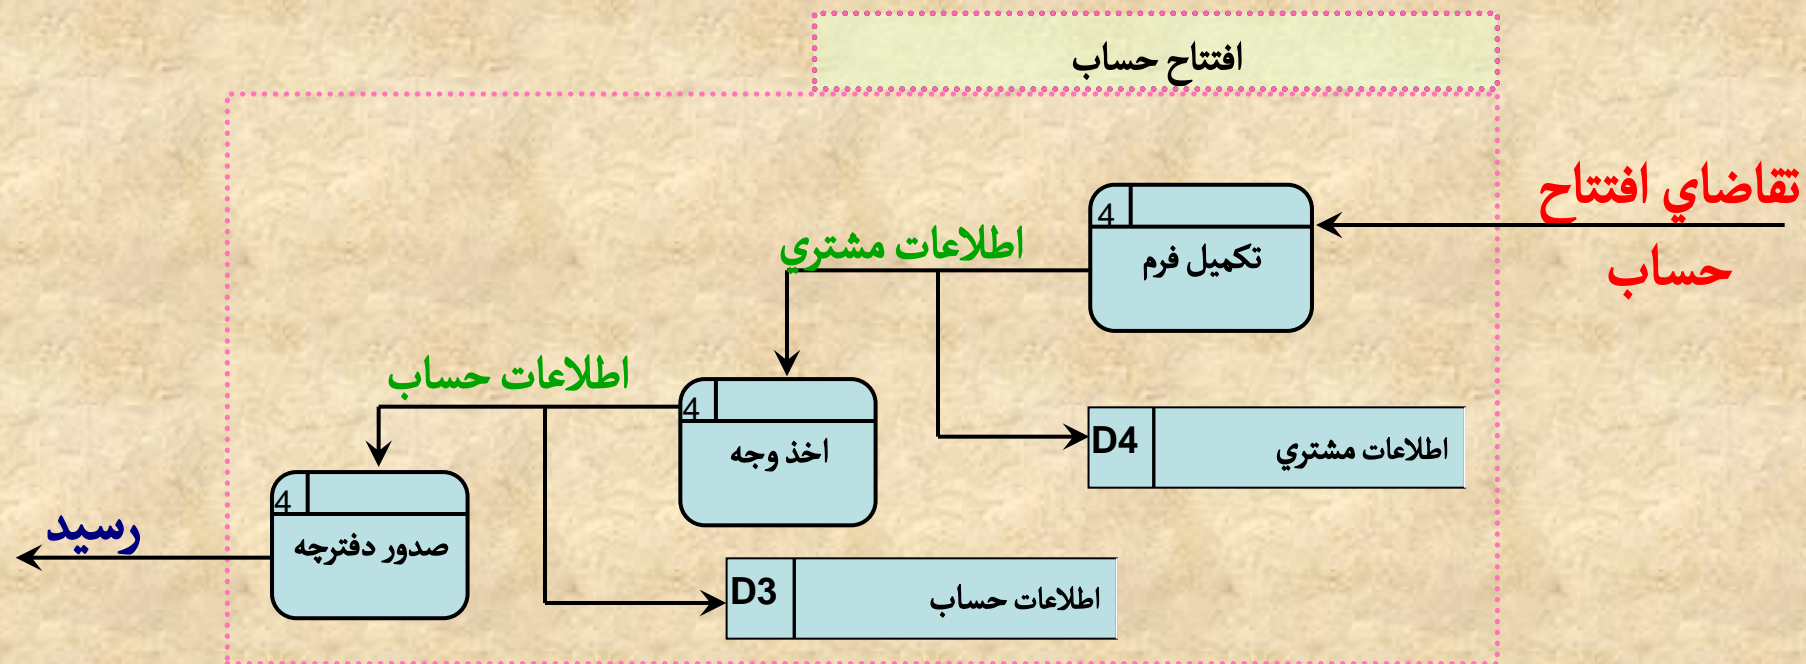 افتتاح حساب
تقاضاي افتتاح
حساب
4
تكميل فرم
اطلاعات مشتري
D4
اطلاعات مشتري
4
اخذ وجه
اطلاعات حساب
D3
اطلاعات حساب
4
صدور دفترچه
رسيد